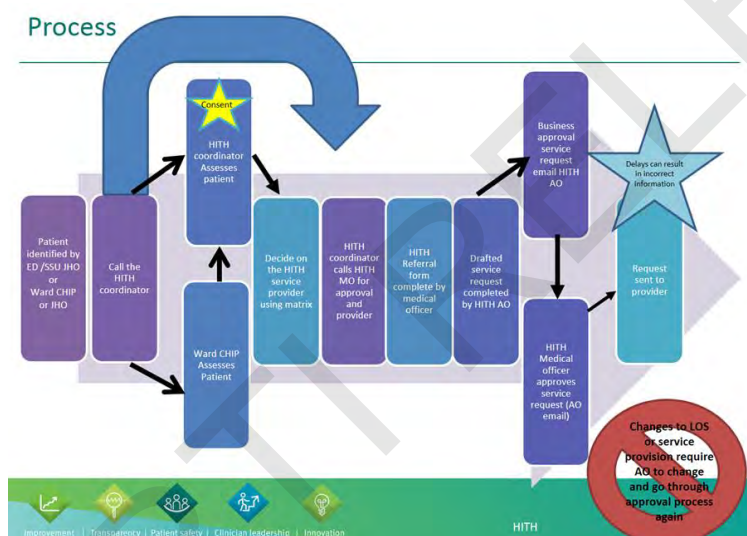 Process
Patient
identified by
ED /SSU JHO
or
Ward CHIP
or JHO
Call the
HITH
coordinator
Consent
HITH
coordinator
Assesses
patient
Ward CHIP
Assesses
Patient
Decide on
the HITH
service
provider
using matrix
HITH
coordinator
calls HITH
MO for
approval
and
provider
HITH
Referral
form
complete by
medical
officer
Drafted
service
request
completed
by HITH AO
Business
approval
service
request
email HITH
AO
HITH
Medical
officer
approves
service
request (AO
email)
Delays can result
in incorrect
information
Request
sent to
provider
Changes to LOS
or service
provision require
AO to change
and go through
approval process
again
Improvement | Transparency | Patient safety | Clinician leadership | Innovation
HITH
TI RELE